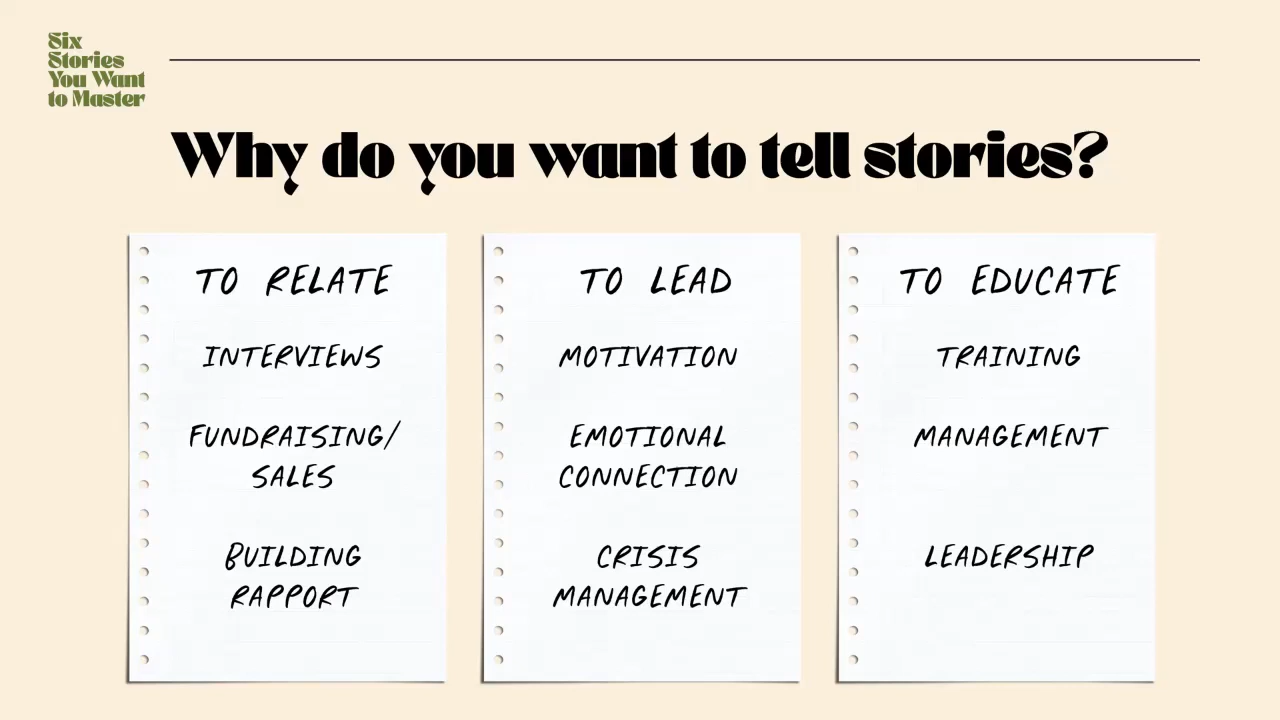 Six
Stories
You Want
to Master
Why do you want to tell stories?
TO RELATE
INTERVIEWS
FUNDRAISING/
SALES
BUILDING
RAPPORT
TO LEAD
MOTIVATION
EMOTIONAL
CONNECTION
CRISIS
MANAGEMENT
TO EDUCATE
TRAINING
MANAGEMENT
LEADERSHIP